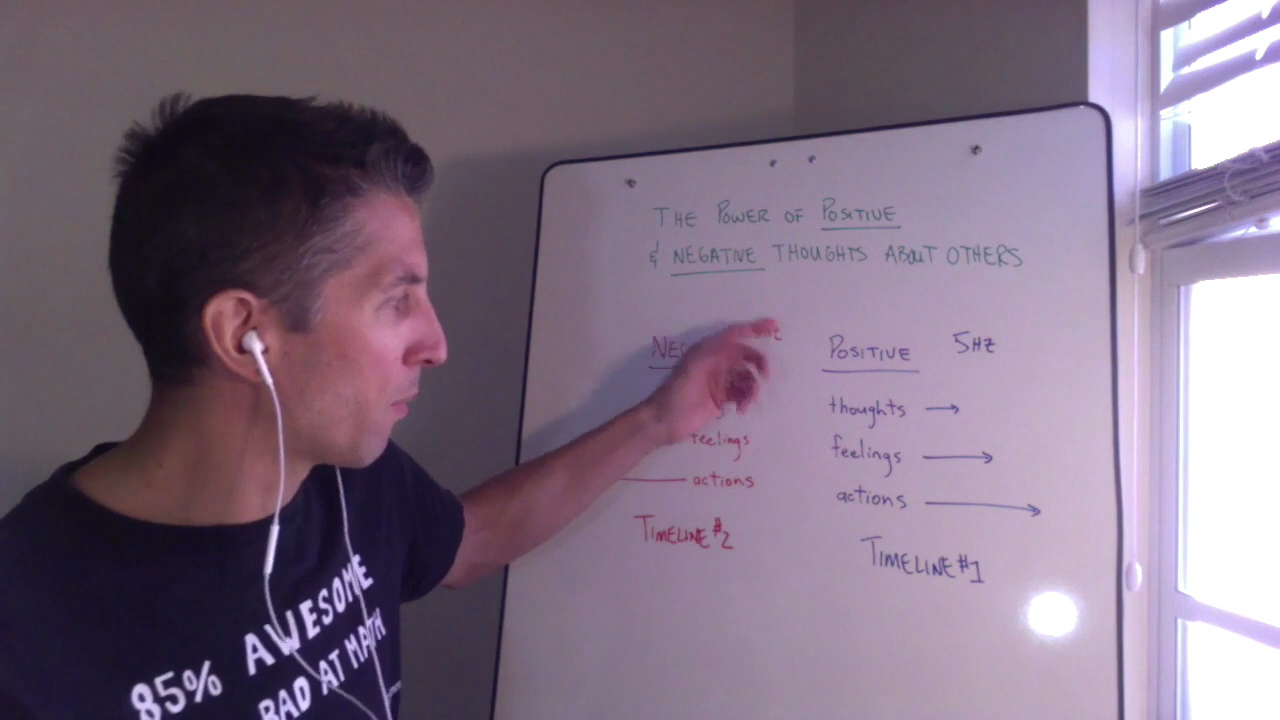 THE POWER OF POSITIVE
& NEGATIVE THOUGHTS ABOUT OTHERS
POSITIVE 5HZ
thoughts
feelings
actions
TIMELINE #1
feelings
actions
TIMELINE #2
85% AWESOME
BAD AT MATH